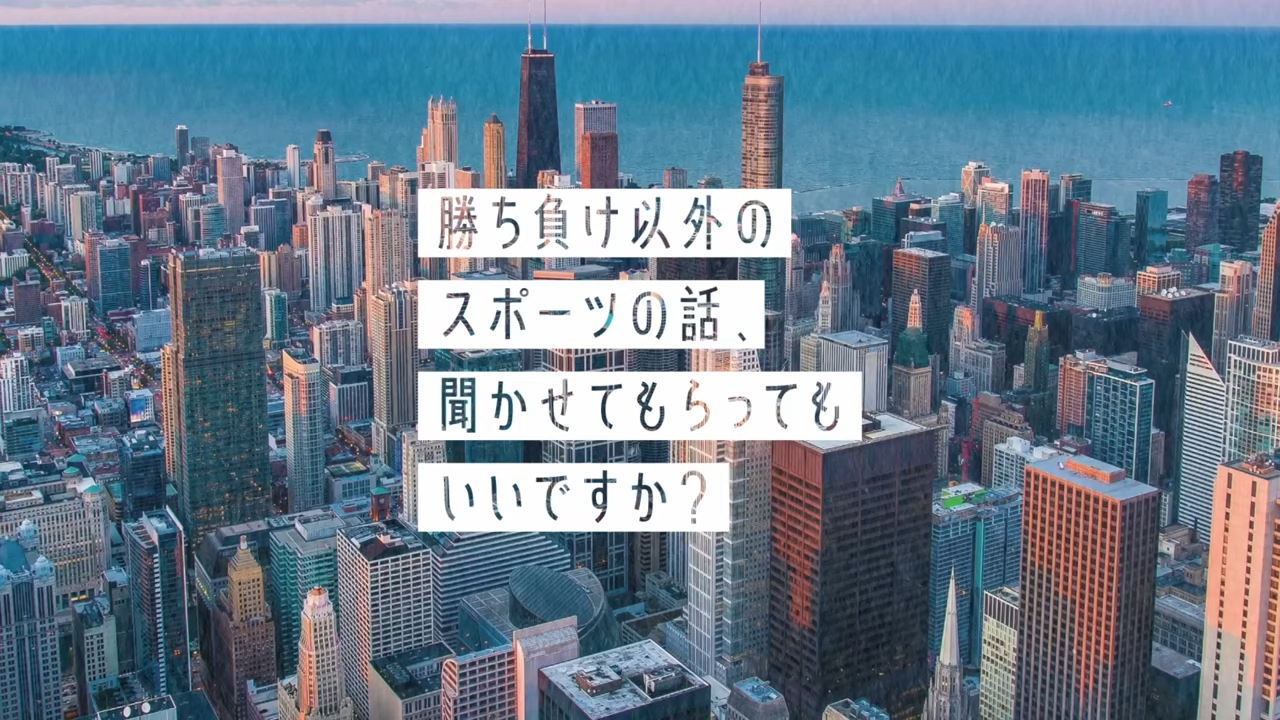 勝ち負け以外の
スポーツの話、
聞かせてもらっても
いいですか?